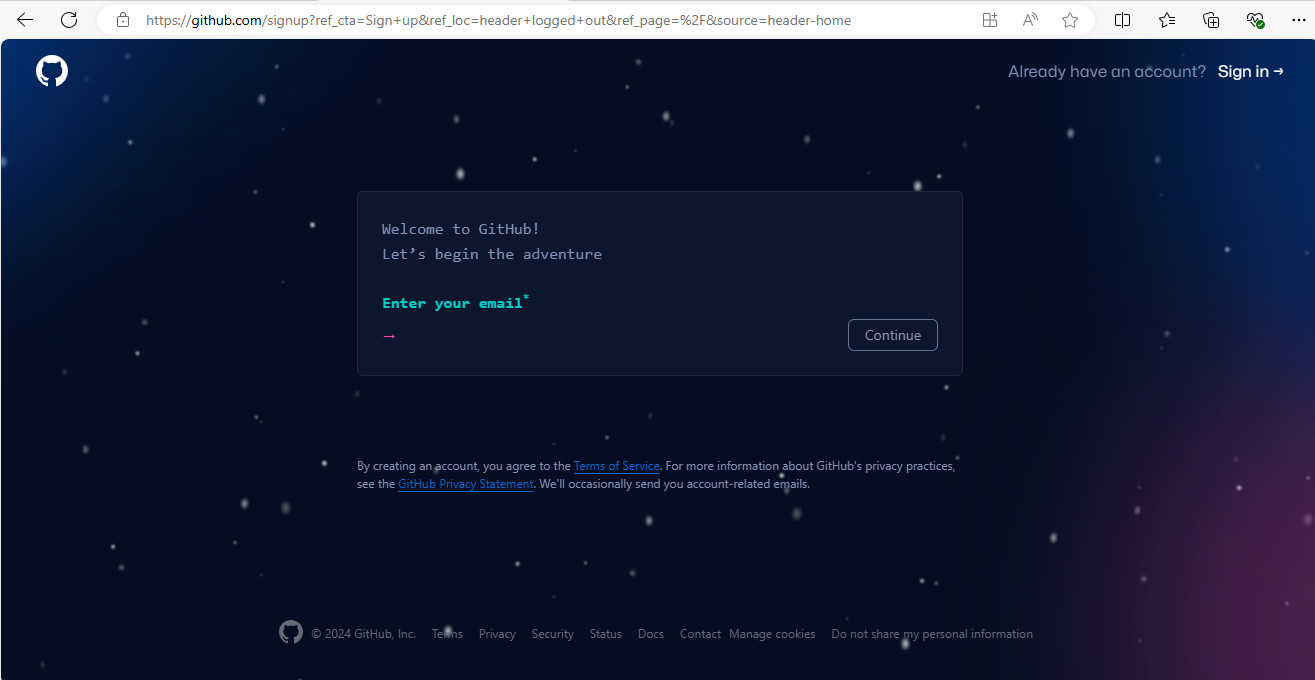 https://github.com/signup?ref_cta=Sign+up&ref_loc=header+logged+out&ref_page=%2F&source=header-home
Already have an account? Sign in →
Welcome to GitHub!
Let’s begin the adventure
Enter your email*
→
Continue
By creating an account, you agree to the Terms of Service. For more information about GitHub's privacy practices,
see the GitHub Privacy Statement. We'll occasionally send you account-related emails.
© 2024 GitHub, Inc. Terms Privacy Security Status Docs Contact Manage cookies Do not share my personal information